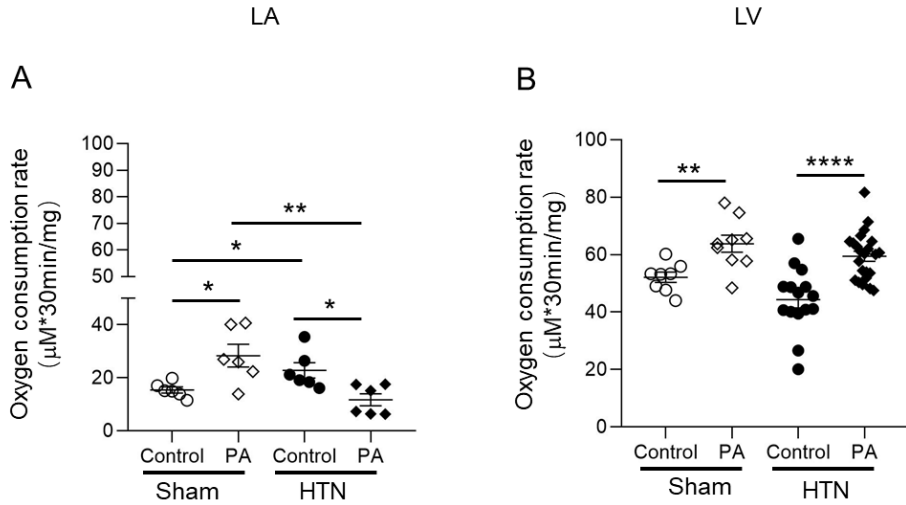 LA
LV
A
Oxygen consumption rate
(μM*30min/mg)
100
90
80
70
60
50
40
20
0
**
*
*
*
Control PA Control PA
Sham HTN
B
Oxygen consumption rate
(μM*30min/mg)
100
80
60
40
20
0
**
****
Control PA Control PA
Sham HTN